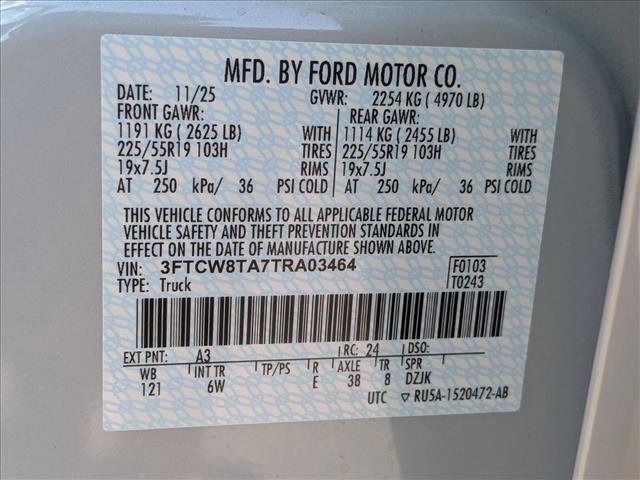 MFD. BY FORD MOTOR CO.
DATE: 11/25 GVWR: 2254 KG ( 4970 LB)
FRONT GAWR: REAR GAWR:
1191 KG ( 2625 LB) WITH 1114 KG ( 2455 LB) WITH
225/55R19 103H TIRES 225/55R19 103H TIRES
19x7.5J RIMS 19x7.5J RIMS
AT 250 kPa/ 36 PSI COLD AT 250 kPa/ 36 PSI COLD
THIS VEHICLE CONFORMS TO ALL APPLICABLE FEDERAL MOTOR
VEHICLE SAFETY AND THEFT PREVENTION STANDARDS IN
EFFECT ON THE DATE OF MANUFACTURE SHOWN ABOVE.
VIN: 3FTCW8TA7TRA03464 F0103
TYPE: Truck T0243
EXT PNT: A3 RC: 24 DSO:
WB INT TR TP/PS R AXLE TR SPR
121 6W E 38 8 DZJK
UTC ▽ RU5A-1520472-AB